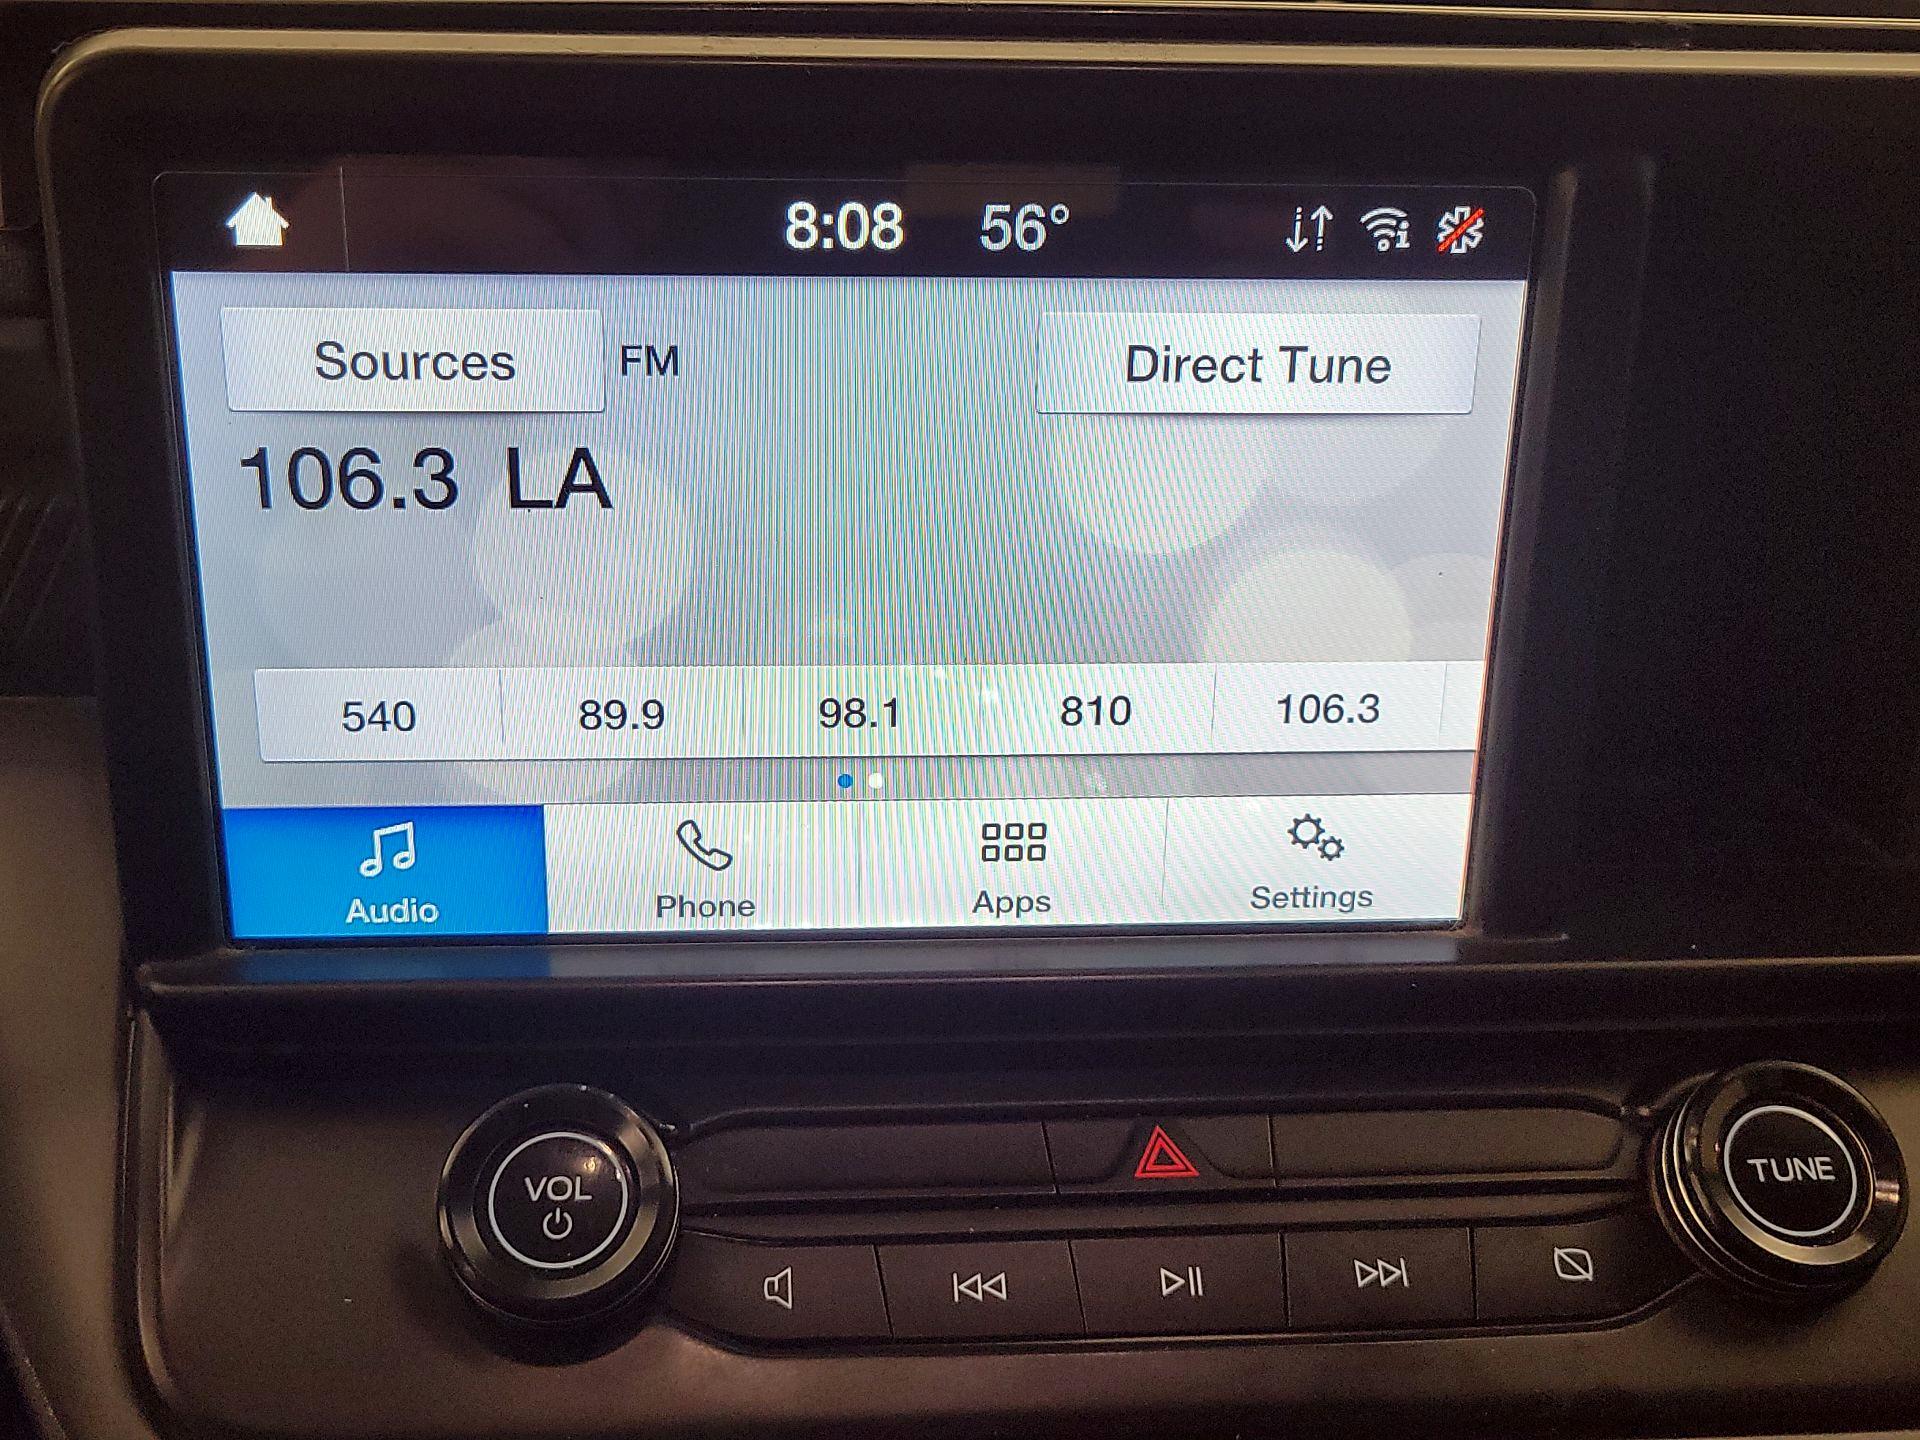 8:08 56°
Sources FM Direct Tune
106.3 LA
540 89.9 98.1 810 106.3
Audio Phone Apps Settings
VOL TUNE